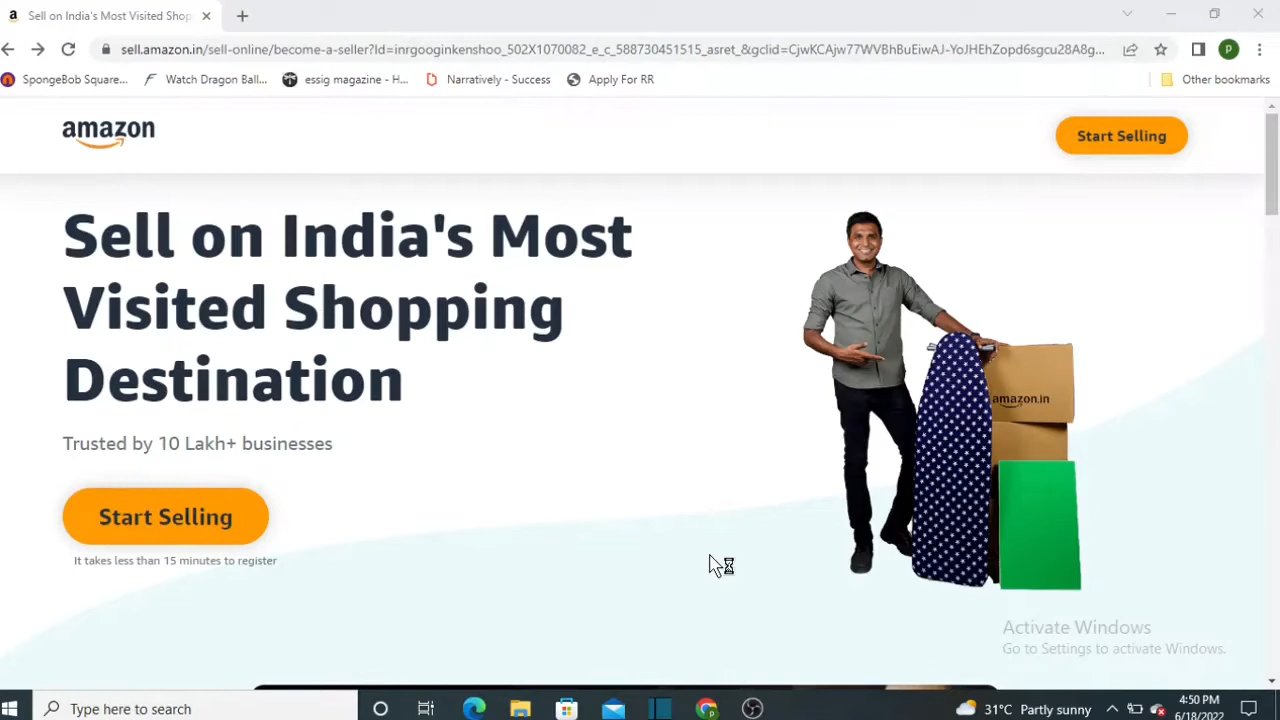 Sell on India's Most Visited Shop
sell.amazon.in/sell-online/become-a-seller?ld=inrgooginkenshoo_502X1070082_e_c_588730451515_asret_&gclid=CjwKCAjw77WVBhBuEiwAJ-YoJHEhZopd6sgcu28A8g...
P
SpongeBob Square...
Watch Dragon Ball...
essig magazine - H...
Narratively - Success
Apply For RR
Other bookmarks
amazon
Start Selling
Sell on India's Most
Visited Shopping
Destination
Trusted by 10 Lakh+ businesses
Start Selling
It takes less than 15 minutes to register
amazon.in
Activate Windows
Go to Settings to activate Windows.
Type here to search
31°C Partly sunny
4:50 PM
6/18/2022